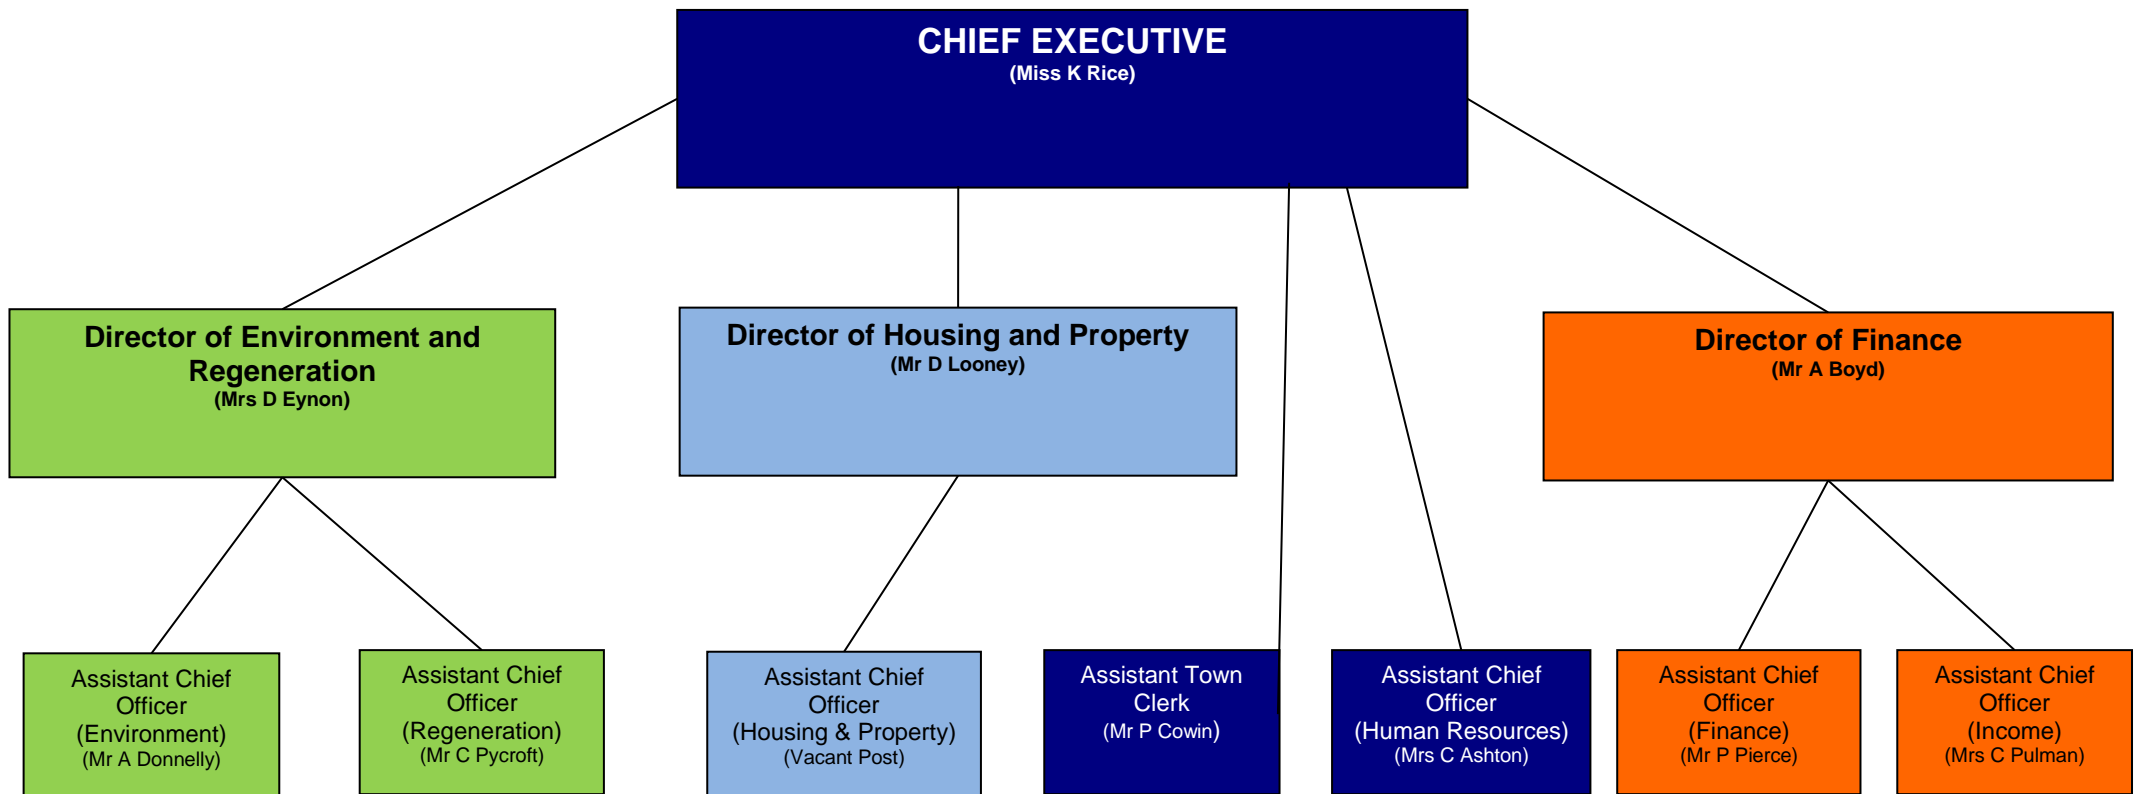 CHIEF EXECUTIVE
(Miss K Rice)
Director of Environment and
Regeneration
(Mrs D Eynon)
Director of Housing and Property
(Mr D Looney)
Director of Finance
(Mr A Boyd)
Assistant Chief
Officer
(Environment)
(Mr A Donnelly)
Assistant Chief
Officer
(Regeneration)
(Mr C Pycroft)
Assistant Chief
Officer
(Housing & Property)
(Vacant Post)
Assistant Town
Clerk
(Mr P Cowin)
Assistant Chief
Officer
(Human Resources)
(Mrs C Ashton)
Assistant Chief
Officer
(Finance)
(Mr P Pierce)
Assistant Chief
Officer
(Income)
(Mrs C Pulman)